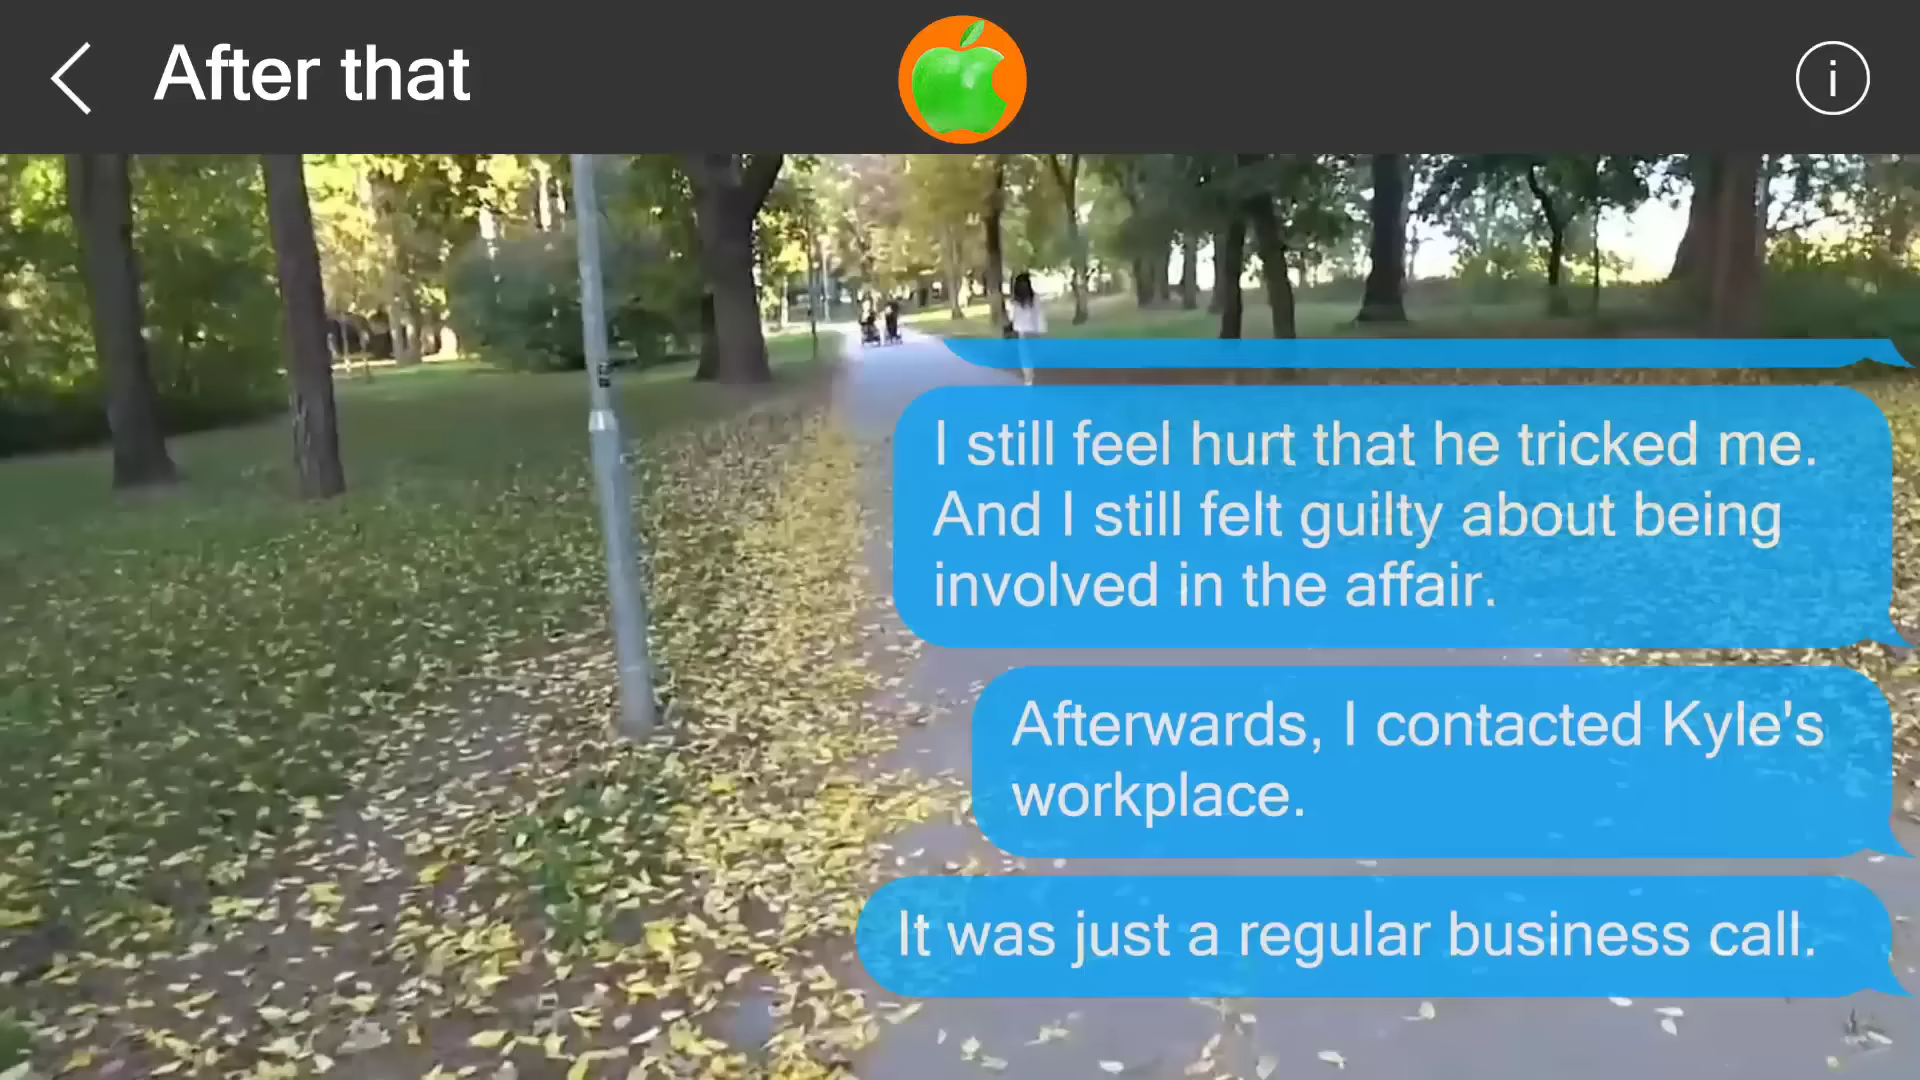 After that
I still feel hurt that he tricked me.
And I still felt guilty about being
involved in the affair.
Afterwards, I contacted Kyle's
workplace.
It was just a regular business call.